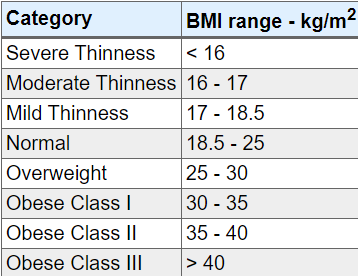 Category BMI range - kg/m²
Severe Thinness < 16
Moderate Thinness 16 - 17
Mild Thinness 17 - 18.5
Normal 18.5 - 25
Overweight 25 - 30
Obese Class I 30 - 35
Obese Class II 35 - 40
Obese Class III > 40